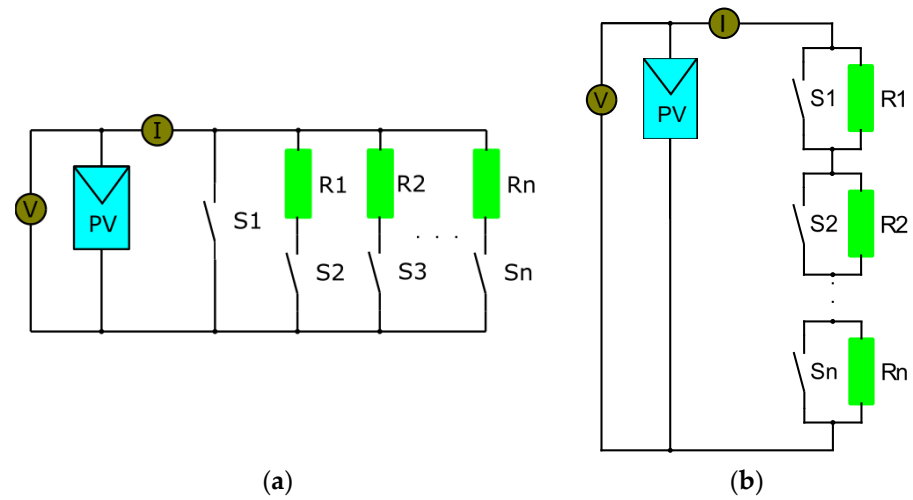 I
V
PV
S1
R1
R2
Rn
S2
S3
. . .
Sn
(a)
I
V
PV
S1
R1
S2
R2
. . .
Sn
Rn
(b)